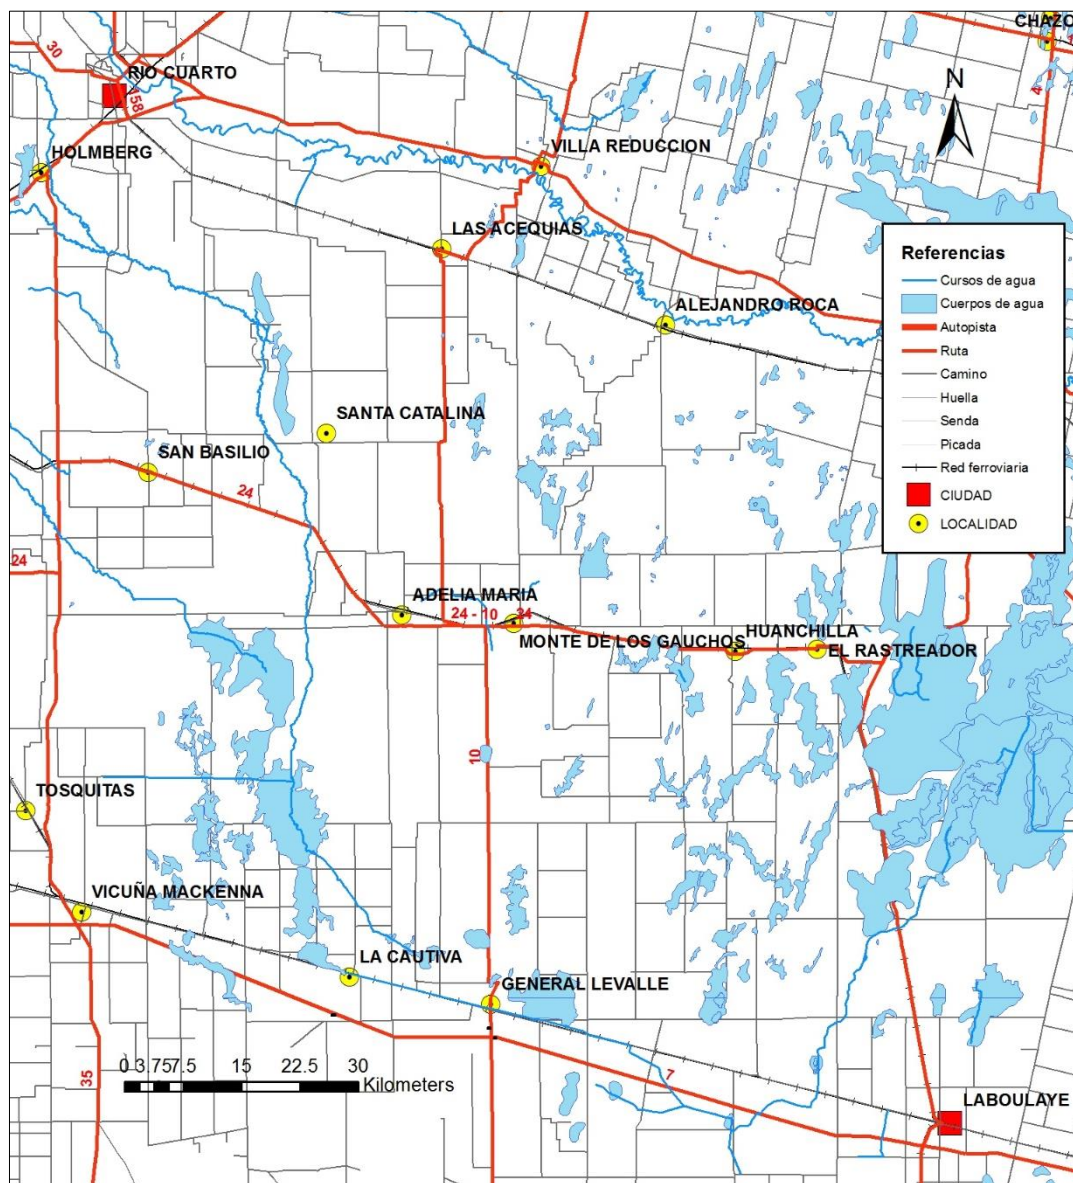 CHAZO
30
RIO CUARTO
158
4
N
HOLMBERG
VILLA REDUCCION
LAS ACEQUIAS
ALEJANDRO ROCA
Referencias
Cursos de agua
Cuerpos de agua
Autopista
Ruta
Camino
Huella
Senda
Picada
Red ferroviaria
CIUDAD
LOCALIDAD
SANTA CATALINA
SAN BASILIO
24
24
ADELIA MARIA
24 - 10
24
MONTE DE LOS GAUCHOS
HUANCHILLA
EL RASTREADOR
10
TOSQUITAS
VICUÑA MACKENNA
LA CAUTIVA
GENERAL LEVALLE
35
0 3.757.5 15 22.5 30
Kilometers
7
LABOULAYE